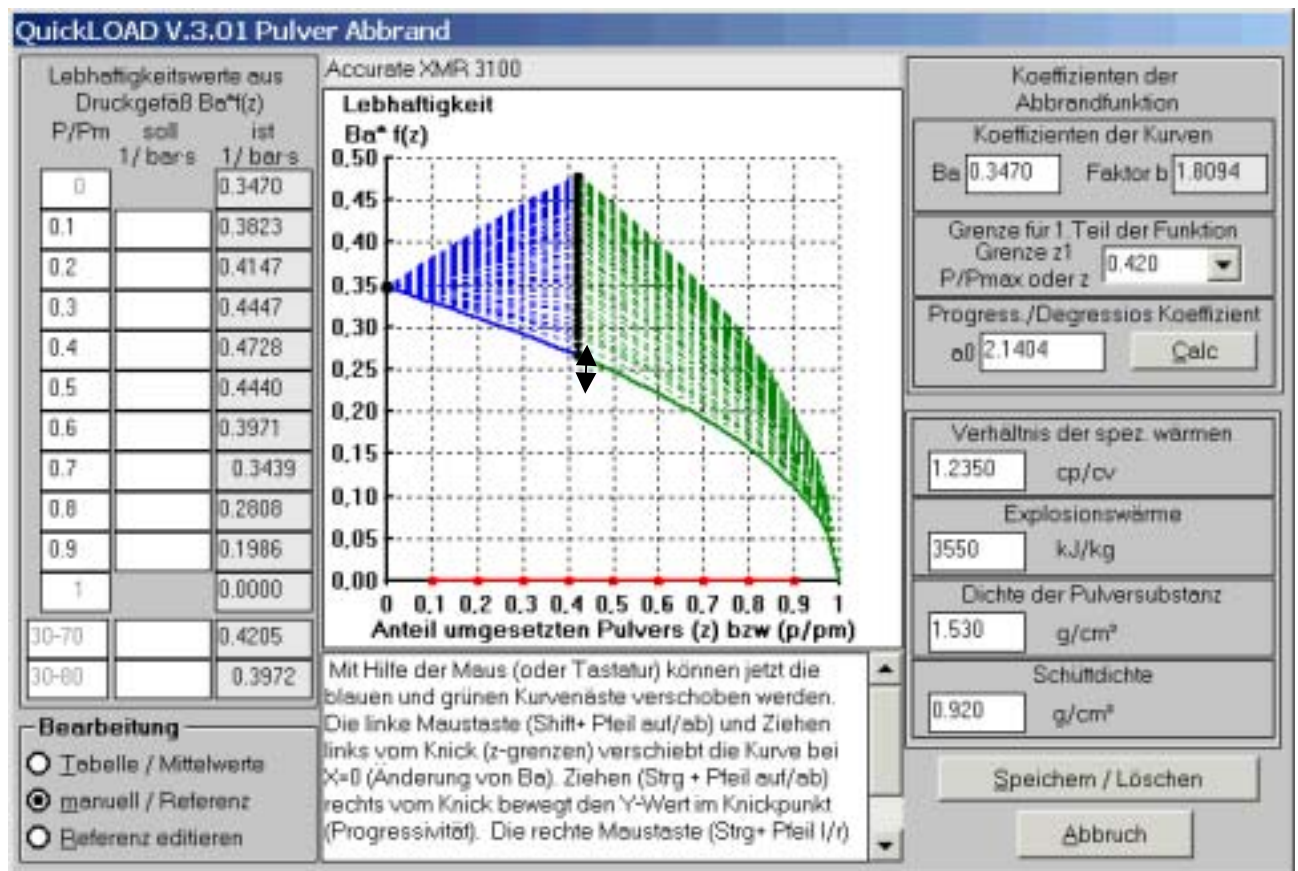 QuickLOAD V.3.01 Pulver Abbrand
Lebhaftigkeitswerte aus
Druckgefäß Ba*f(z)
P/Pm soll ist
1/bar·s 1/bar·s
0 0.3470
0.1 0.3823
0.2 0.4147
0.3 0.4447
0.4 0.4728
0.5 0.4440
0.6 0.3971
0.7 0.3439
0.8 0.2808
0.9 0.1986
1 0.0000
30-70 0.4205
30-80 0.3972
Bearbeitung
Tabelle / Mittelwerte
manuell / Referenz
Referenz editieren
Accurate XMR 3100
Lebhaftigkeit
Ba* f(z)
0.50
0,45
0,40
0,35
0,30
0,25
0,20
0,15
0,10
0,05
0.00
0 0.1 0.2 0.3 0.4 0.5 0.6 0.7 0.8 0.9 1
Anteil umgesetzten Pulvers (z) bzw (p/pm)
Mit Hilfe der Maus (oder Tastatur) können jetzt die
blauen und grünen Kurvenäste verschoben werden.
Die linke Maustaste (Shift+ Pfeil auf/ab) und Ziehen
links vom Knick (z-grenzen) verschiebt die Kurve bei
X=0 (Änderung von Ba). Ziehen (Strg + Pfeil auf/ab)
rechts vom Knick bewegt den Y-Wert im Knickpunkt
(Progressivität). Die rechte Maustaste (Strg+ Pfeil l/r)
Koeffizienten der
Abbrandfunktion
Koeffizienten der Kurven
Ba 0.3470 Faktor b 1.8094
Grenze für 1.Teil der Funktion
Grenze z1
P/Pmax oder z 0.420
Progress./Degressios Koeffizient
a0 2.1404 Calc
Verhältnis der spez. wärmen
1.2350 cp/cv
Explosionswärme
3550 kJ/kg
Dichte der Pulversubstanz
1.530 g/cm³
Schüttdichte
0.920 g/cm³
Speichern / Löschen
Abbruch